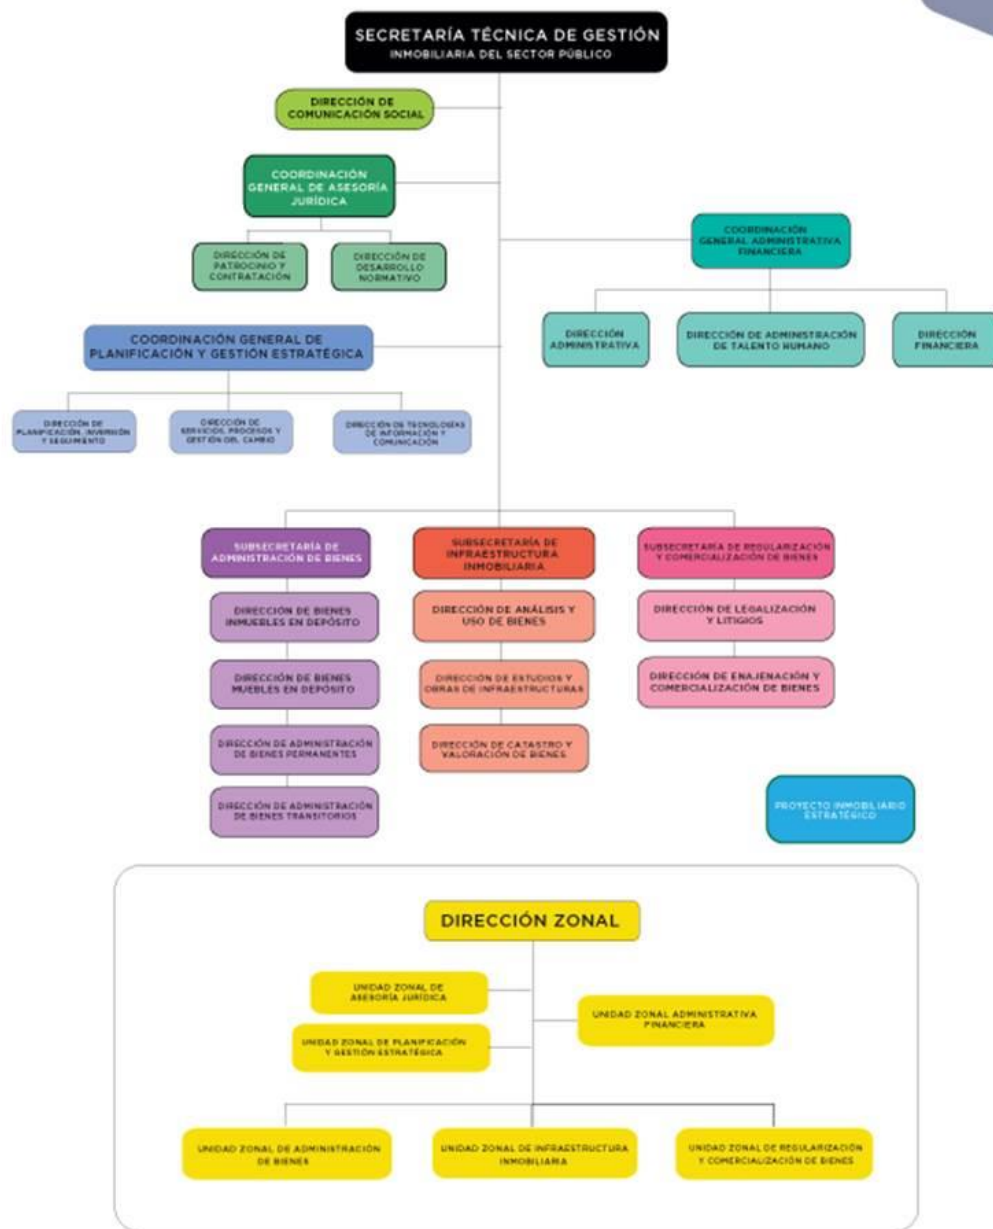 SECRETARÍA TÉCNICA DE GESTIÓN
INMOBILIARIA DEL SECTOR PÚBLICO
DIRECCIÓN DE
COMUNICACIÓN SOCIAL
COORDINACIÓN
GENERAL DE ASESORÍA
JURÍDICA
DIRECCIÓN DE
PATROCINIO Y
CONTRATACIÓN
DIRECCIÓN DE
DESARROLLO
NORMATIVO
COORDINACIÓN
GENERAL ADMINISTRATIVA
FINANCIERA
DIRECCIÓN
ADMINISTRATIVA
DIRECCIÓN DE ADMINISTRACIÓN
DE TALENTO HUMANO
DIRECCIÓN
FINANCIERA
COORDINACIÓN GENERAL DE
PLANIFICACIÓN Y GESTIÓN ESTRATÉGICA
DIRECCIÓN DE
PLANIFICACIÓN, INVERSIÓN
Y SEGUIMIENTO
DIRECCIÓN DE
SERVICIOS, PROCESOS Y
GESTIÓN DEL CAMBIO
DIRECCIÓN DE TECNOLOGÍAS
DE INFORMACIÓN Y
COMUNICACIÓN
SUBSECRETARÍA DE
ADMINISTRACIÓN DE BIENES
DIRECCIÓN DE BIENES
INMUEBLES EN DEPÓSITO
DIRECCIÓN DE BIENES
MUEBLES EN DEPÓSITO
DIRECCIÓN DE ADMINISTRACIÓN
DE BIENES PERMANENTES
DIRECCIÓN DE ADMINISTRACIÓN
DE BIENES TRANSITORIOS
SUBSECRETARÍA DE
INFRAESTRUCTURA
INMOBILIARIA
DIRECCIÓN DE ANÁLISIS Y
USO DE BIENES
DIRECCIÓN DE ESTUDIOS Y
OBRAS DE INFRAESTRUCTURAS
DIRECCIÓN DE CATASTRO Y
VALORACIÓN DE BIENES
SUBSECRETARÍA DE REGULARIZACIÓN
Y COMERCIALIZACIÓN DE BIENES
DIRECCIÓN DE LEGALIZACIÓN
Y LITIGIOS
DIRECCIÓN DE ENAJENACIÓN Y
COMERCIALIZACIÓN DE BIENES
PROYECTO INMOBILIARIO
ESTRATÉGICO
DIRECCIÓN ZONAL
UNIDAD ZONAL DE
ASESORÍA JURÍDICA
UNIDAD ZONAL ADMINISTRATIVA
FINANCIERA
UNIDAD ZONAL DE PLANIFICACIÓN
Y GESTIÓN ESTRATÉGICA
UNIDAD ZONAL DE ADMINISTRACIÓN
DE BIENES
UNIDAD ZONAL DE INFRAESTRUCTURA
INMOBILIARIA
UNIDAD ZONAL DE REGULARIZACIÓN
Y COMERCIALIZACIÓN DE BIENES